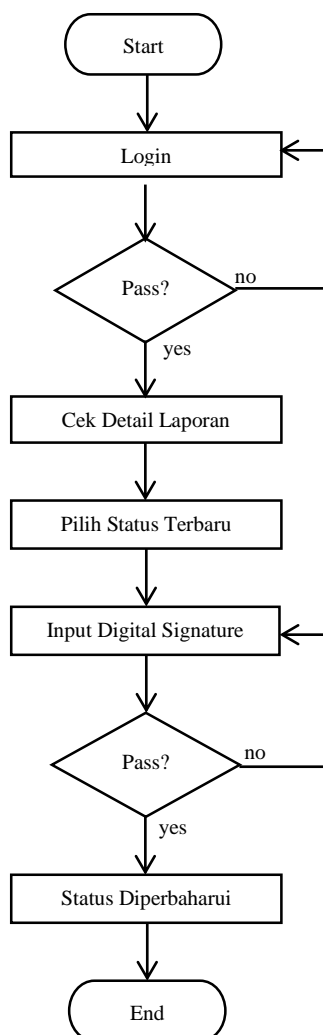 Start
Login
Pass?
no
yes
Cek Detail Laporan
Pilih Status Terbaru
Input Digital Signature
Pass?
no
yes
Status Diperbaharui
End